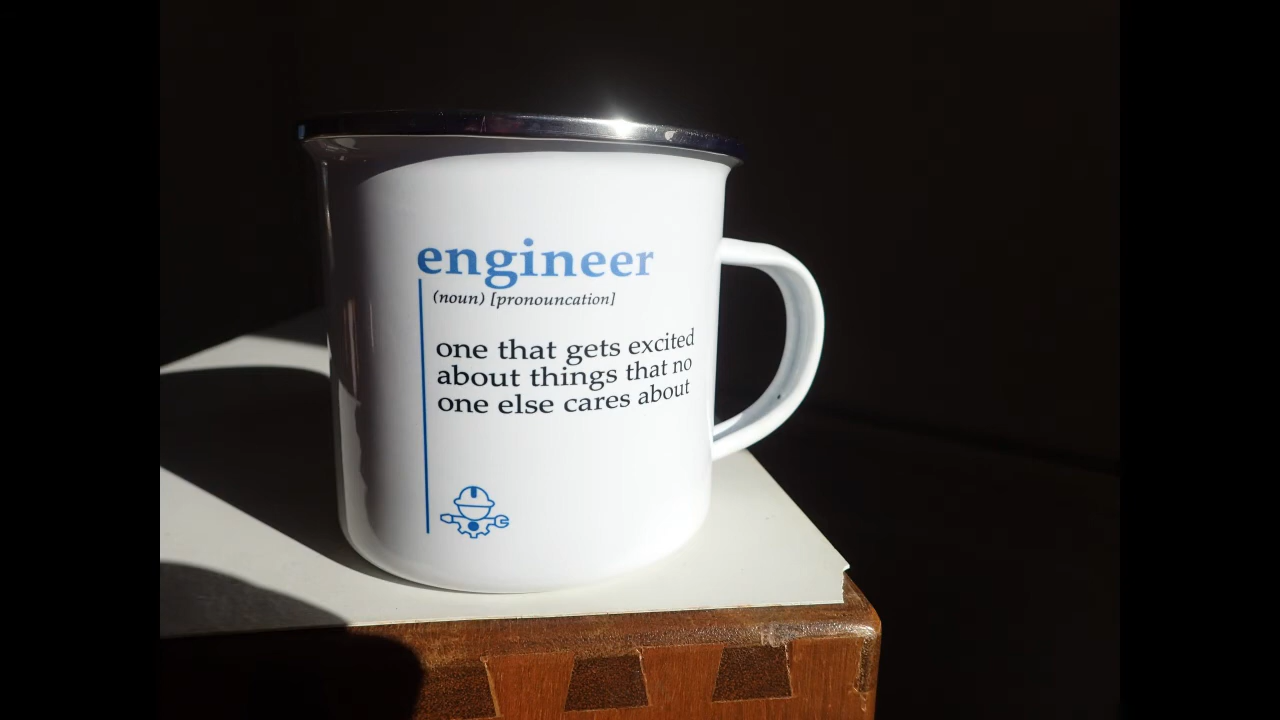 engineer
(noun) [pronouncation]
one that gets excited
about things that no
one else cares about